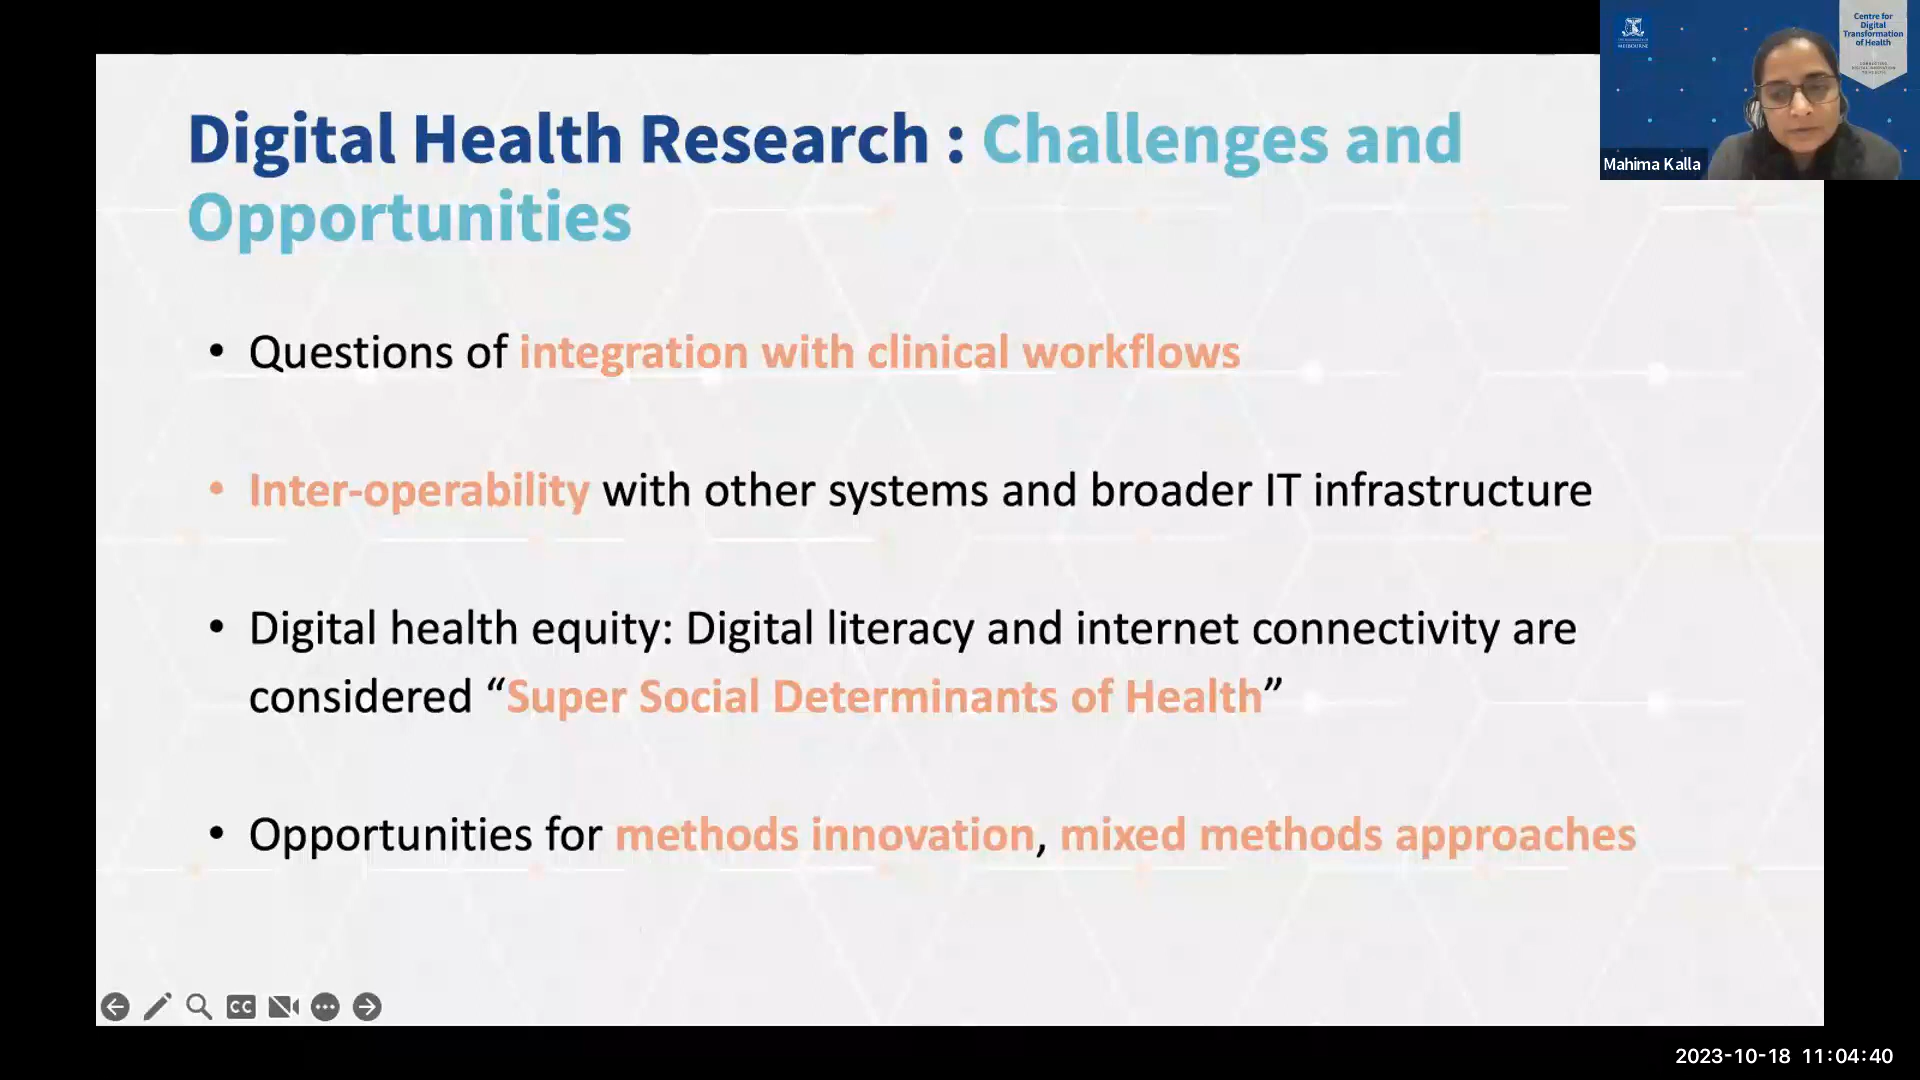 Digital Health Research : Challenges and
Opportunities
• Questions of integration with clinical workflows
• Inter-operability with other systems and broader IT infrastructure
• Digital health equity: Digital literacy and internet connectivity are
considered “Super Social Determinants of Health”
• Opportunities for methods innovation, mixed methods approaches
CC
MELBOURNE
Centre for
Digital
Transformation
of Health
Mahima Kalla
2023-10-18 11:04:40